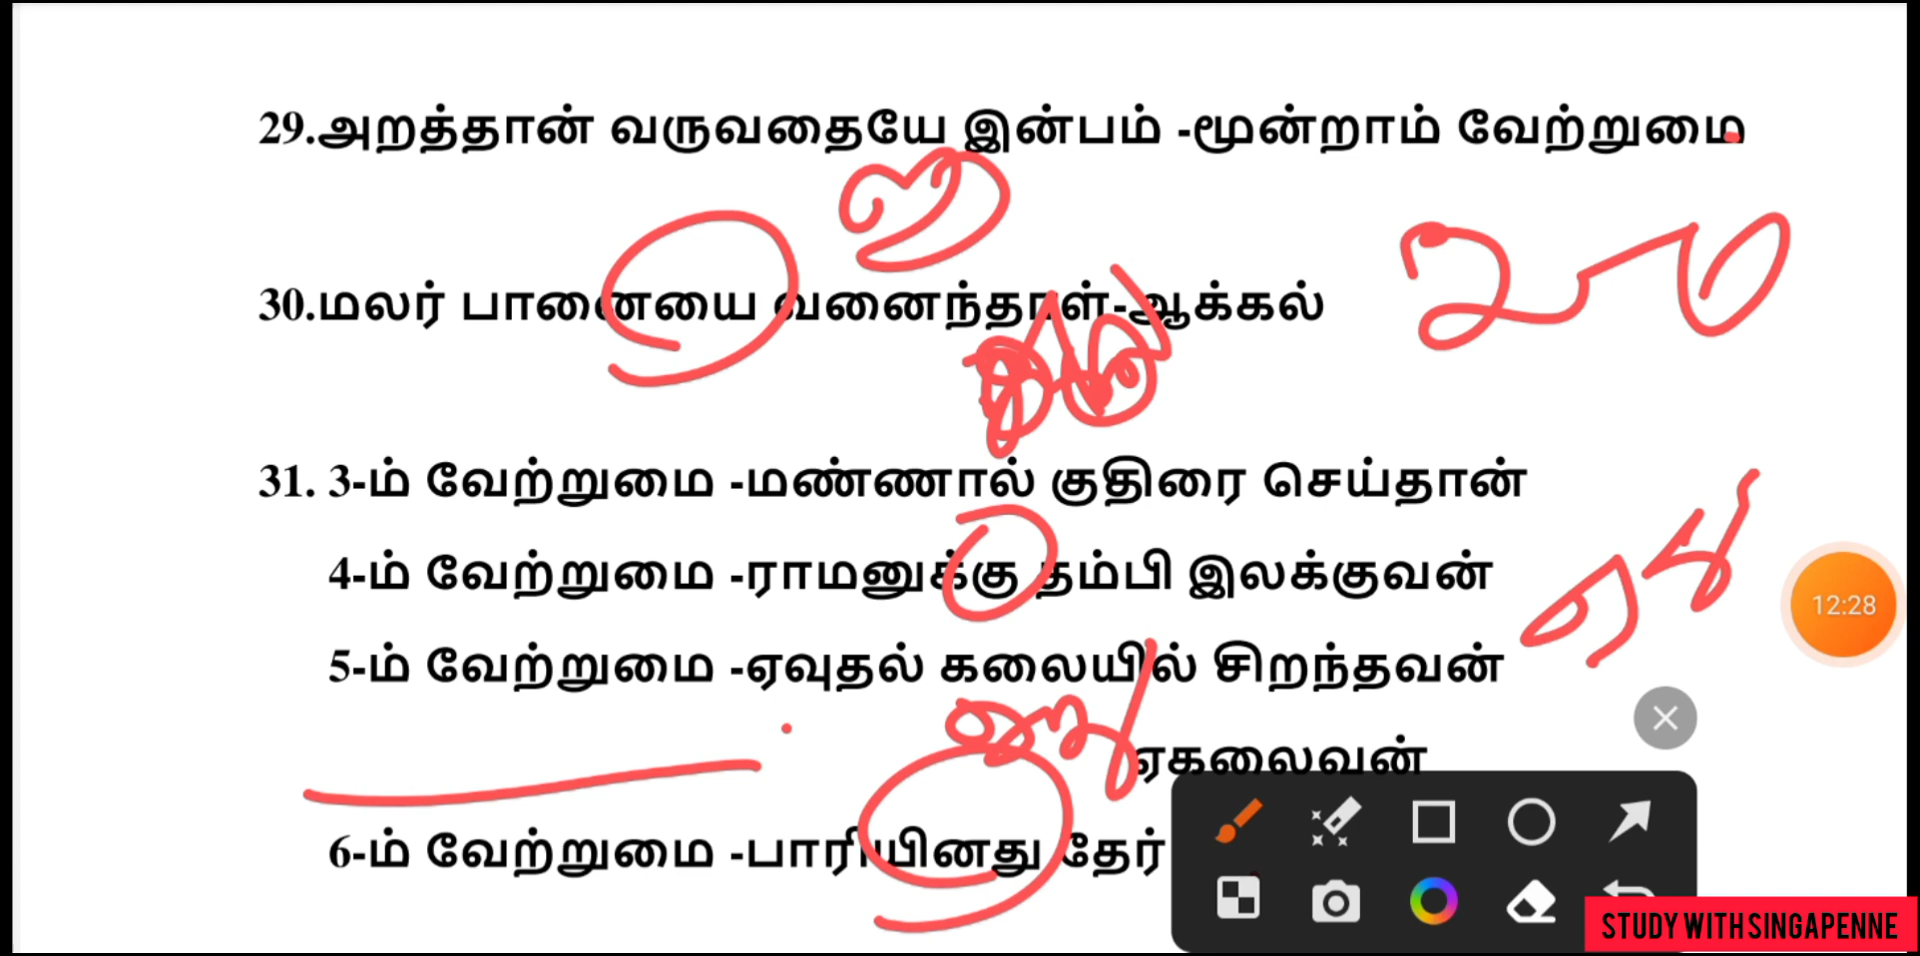 29.அறத்தான் வருவதையே இன்பம் -மூன்றாம் வேற்றுமை
30.மலர் பானையை வனைந்தாள்-ஆக்கல்
31. 3-ம் வேற்றுமை -மண்ணால் குதிரை செய்தான்
4-ம் வேற்றுமை -ராமனுக்கு தம்பி இலக்குவன்
5-ம் வேற்றுமை -ஏவுதல் கலையில் சிறந்தவன்
ஏகலைவன்
6-ம் வேற்றுமை -பாரியினது தேர்
12:28
STUDY WITH SINGAPENNE